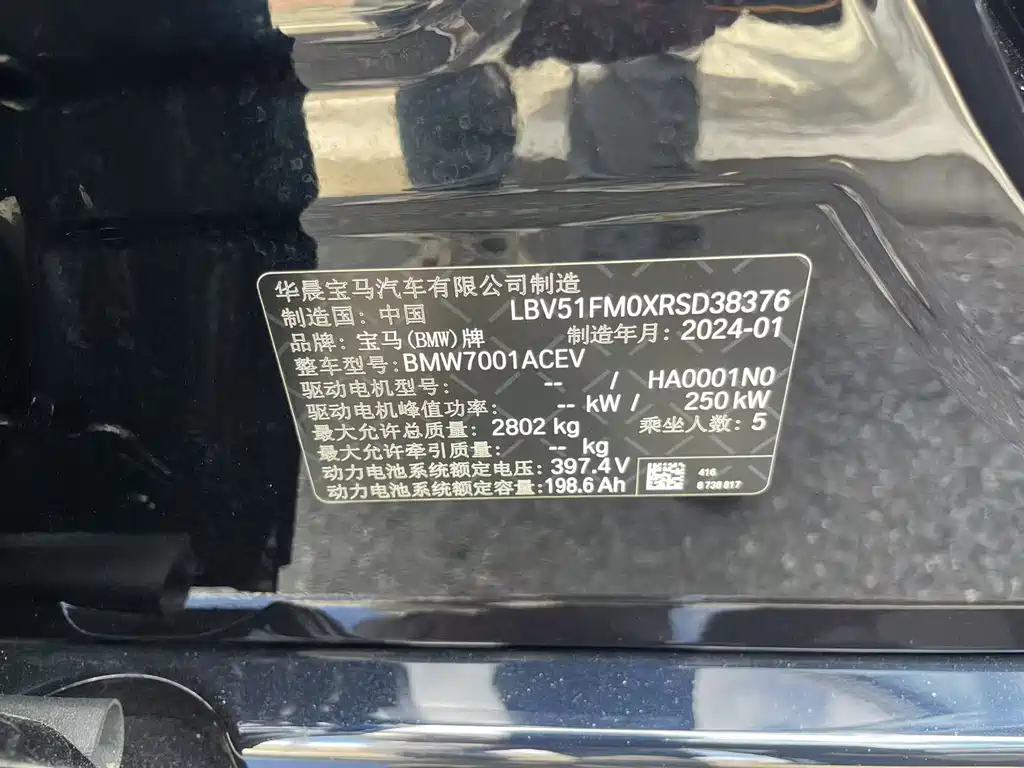 华晨宝马汽车有限公司制造
制造国: 中国 LBV51FM0XRSD38376
品牌: 宝马(BMW)牌 制造年月: 2024-01
整车型号:BMW7001ACEV
驱动电机型号: -- / HA0001N0
驱动电机峰值功率: -- kW / 250 kW
最大允许总质量: 2802 kg 乘坐人数: 5
最大允许牵引质量: -- kg
动力电池系统额定电压: 397.4 V
动力电池系统额定容量:198.6 Ah
416
8 738 817